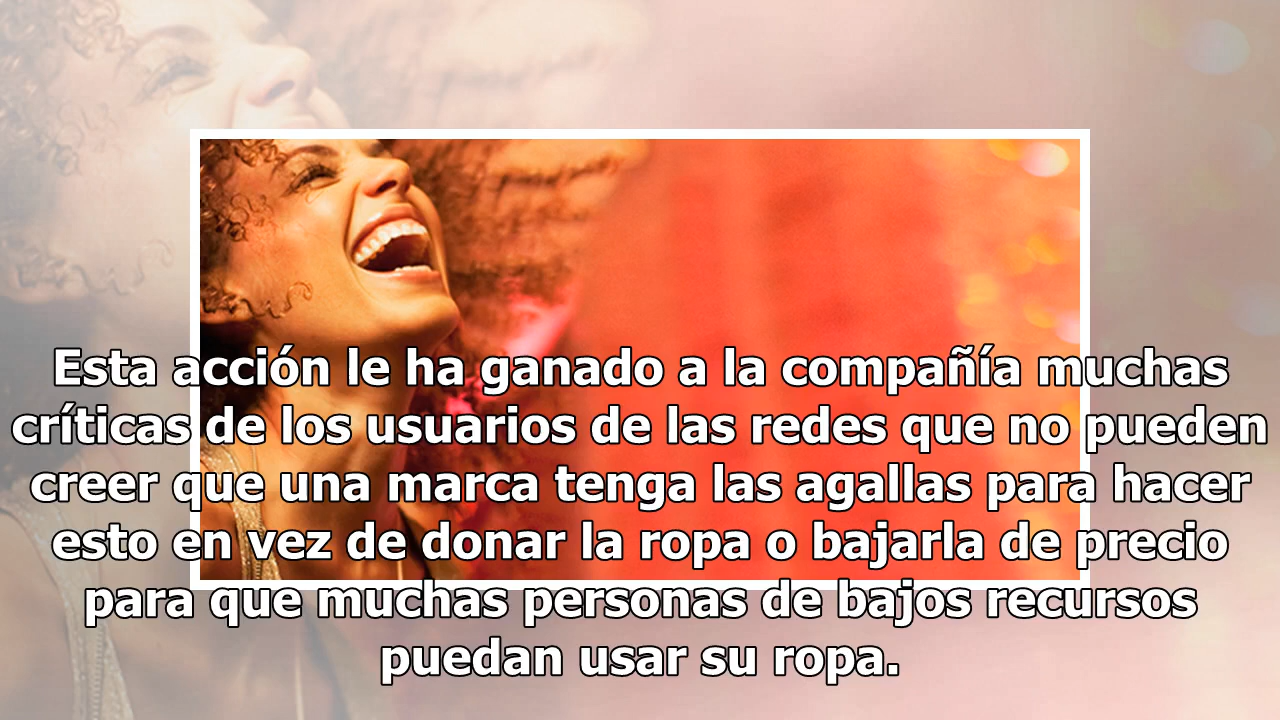 Esta acción le ha ganado a la compañía muchas
críticas de los usuarios de las redes que no pueden
creer que una marca tenga las agallas para hacer
esto en vez de donar la ropa o bajarla de precio
para que muchas personas de bajos recursos
puedan usar su ropa.